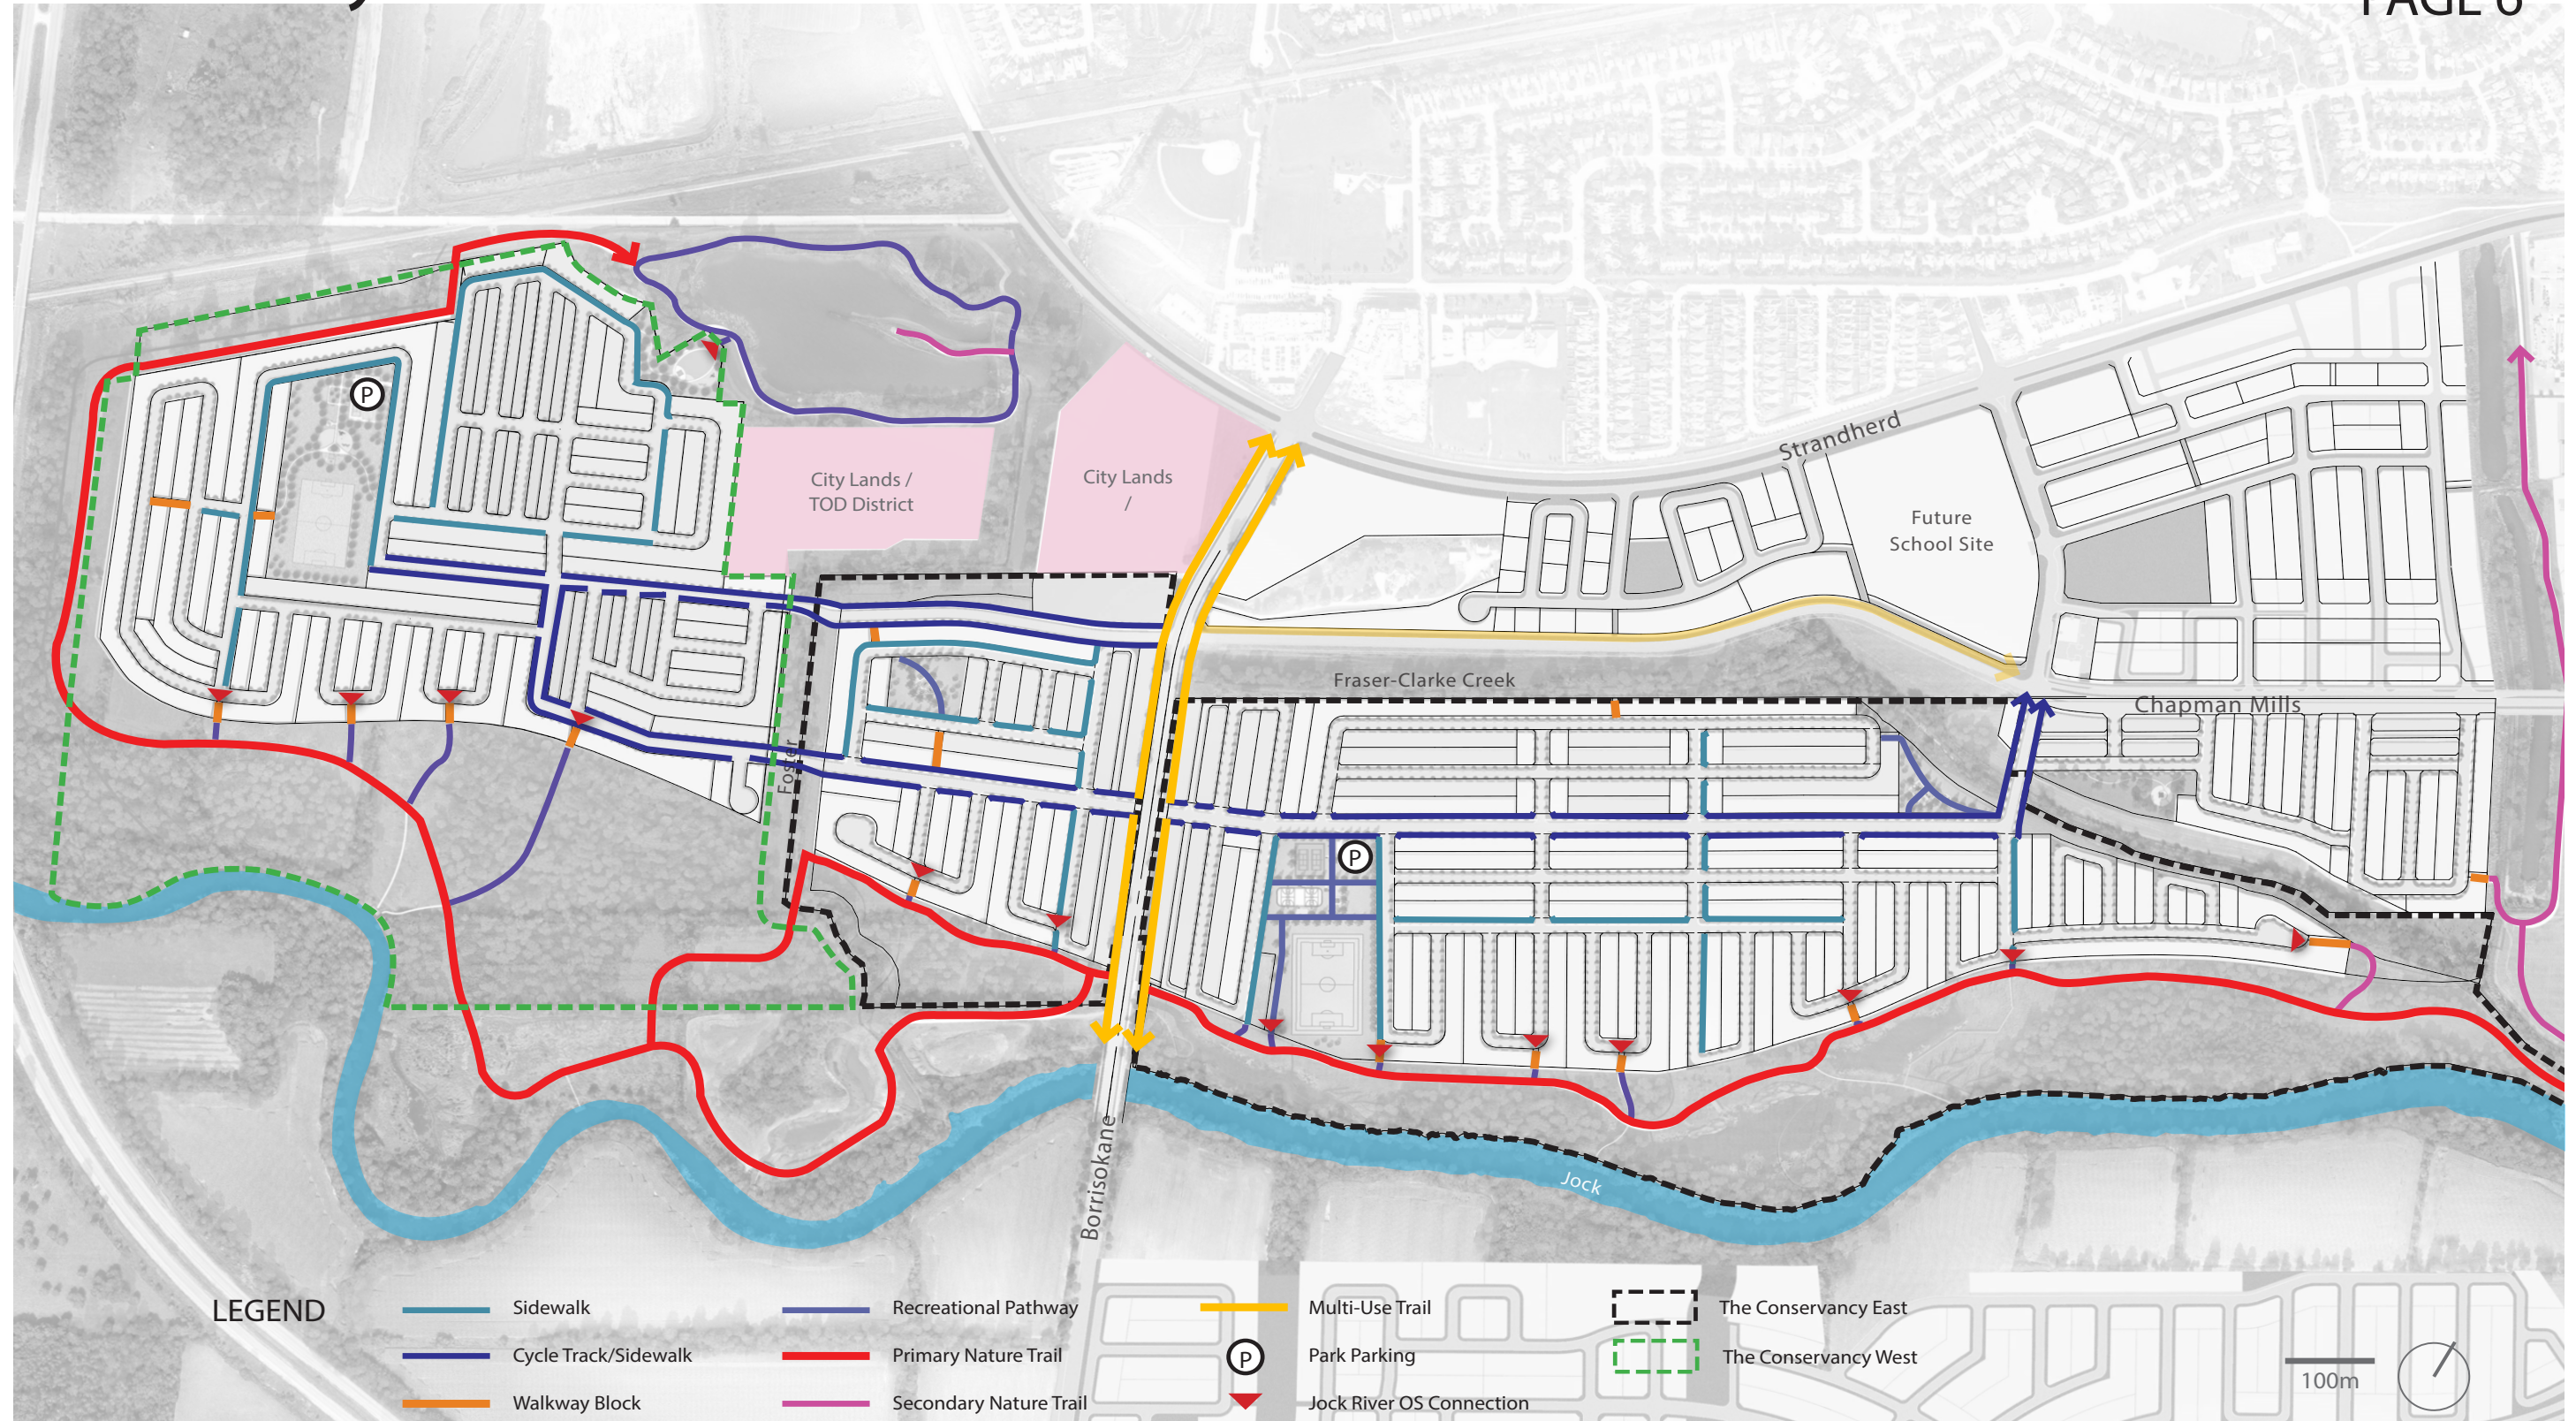 PAGE 6
City Lands /
TOD District
City Lands
/
Strandherd
Future
School Site
Fraser-Clarke Creek
Chapman Mills
Foster
P
P
Jock
Borrisokane
LEGEND
Sidewalk
Cycle Track/Sidewalk
Walkway Block
Recreational Pathway
Primary Nature Trail
Secondary Nature Trail
Multi-Use Trail
P
Park Parking
Jock River OS Connection
The Conservancy East
The Conservancy West
100m